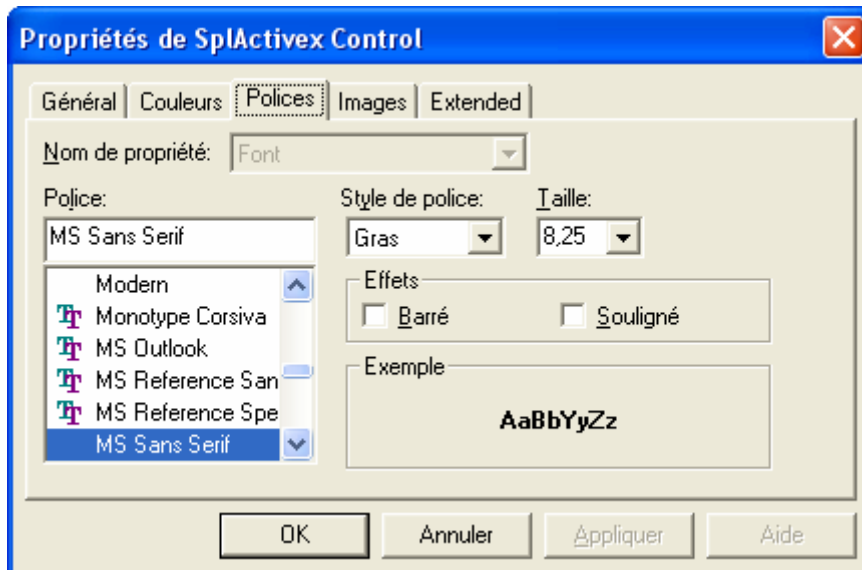 Propriétés de SplActivex Control
Général Couleurs Polices Images Extended
Nom de propriété: Font
Police: Style de police: Taille:
MS Sans Serif Gras 8,25
Modern
Monotype Corsiva
MS Outlook
MS Reference San
MS Reference Spe
MS Sans Serif
Effets
Barré Souligné
Exemple
AaBbYyZz
OK Annuler Appliquer Aide